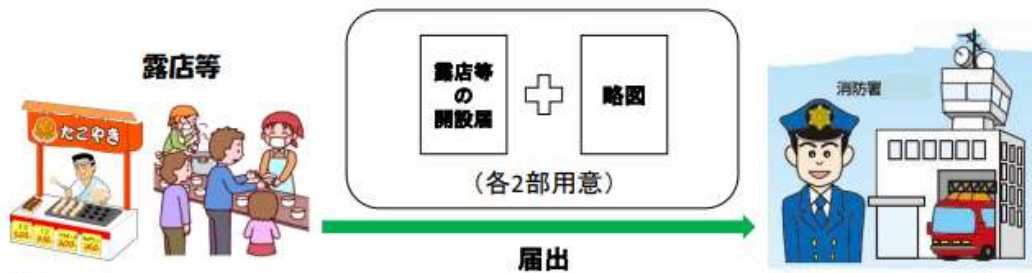 露店等
たこやき
露店等
の
開設届
略図
(各2部用意)
届出
消防署